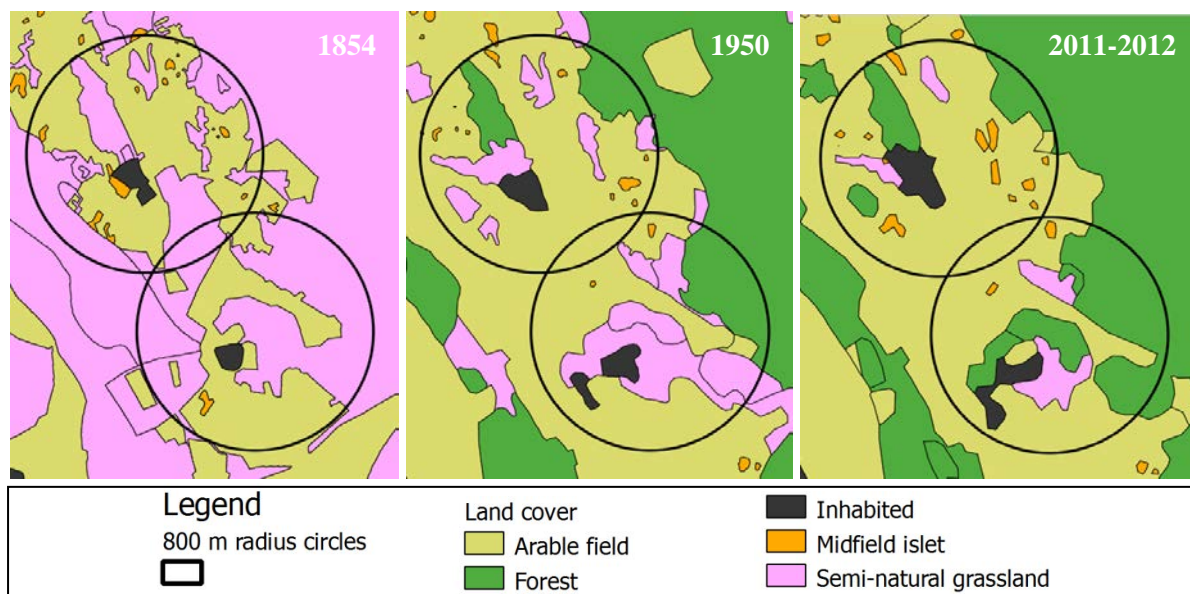 1854
1950
2011-2012
Legend
800 m radius circles
Land cover
Arable field
Forest
Inhabited
Midfield islet
Semi-natural grassland